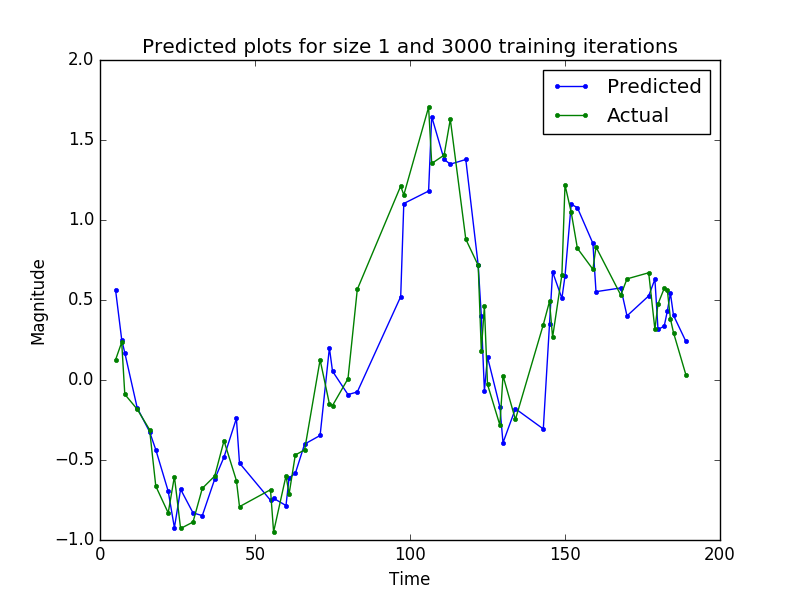 Predicted plots for size 1 and 3000 training iterations
Predicted
Actual
2.0
1.5
1.0
0.5
0.0
−0.5
−1.0
Magnitude
0 50 100 150 200
Time